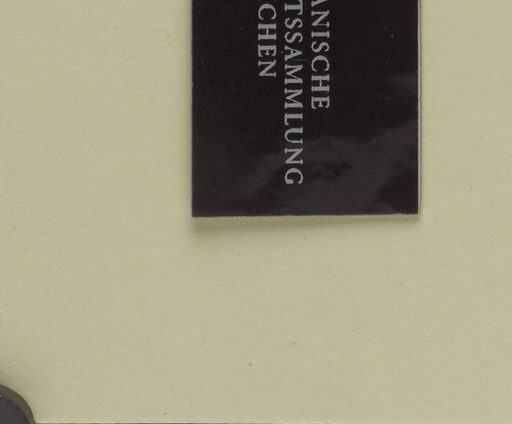 ANISCHE
TSSAMMLUNG
CHEN